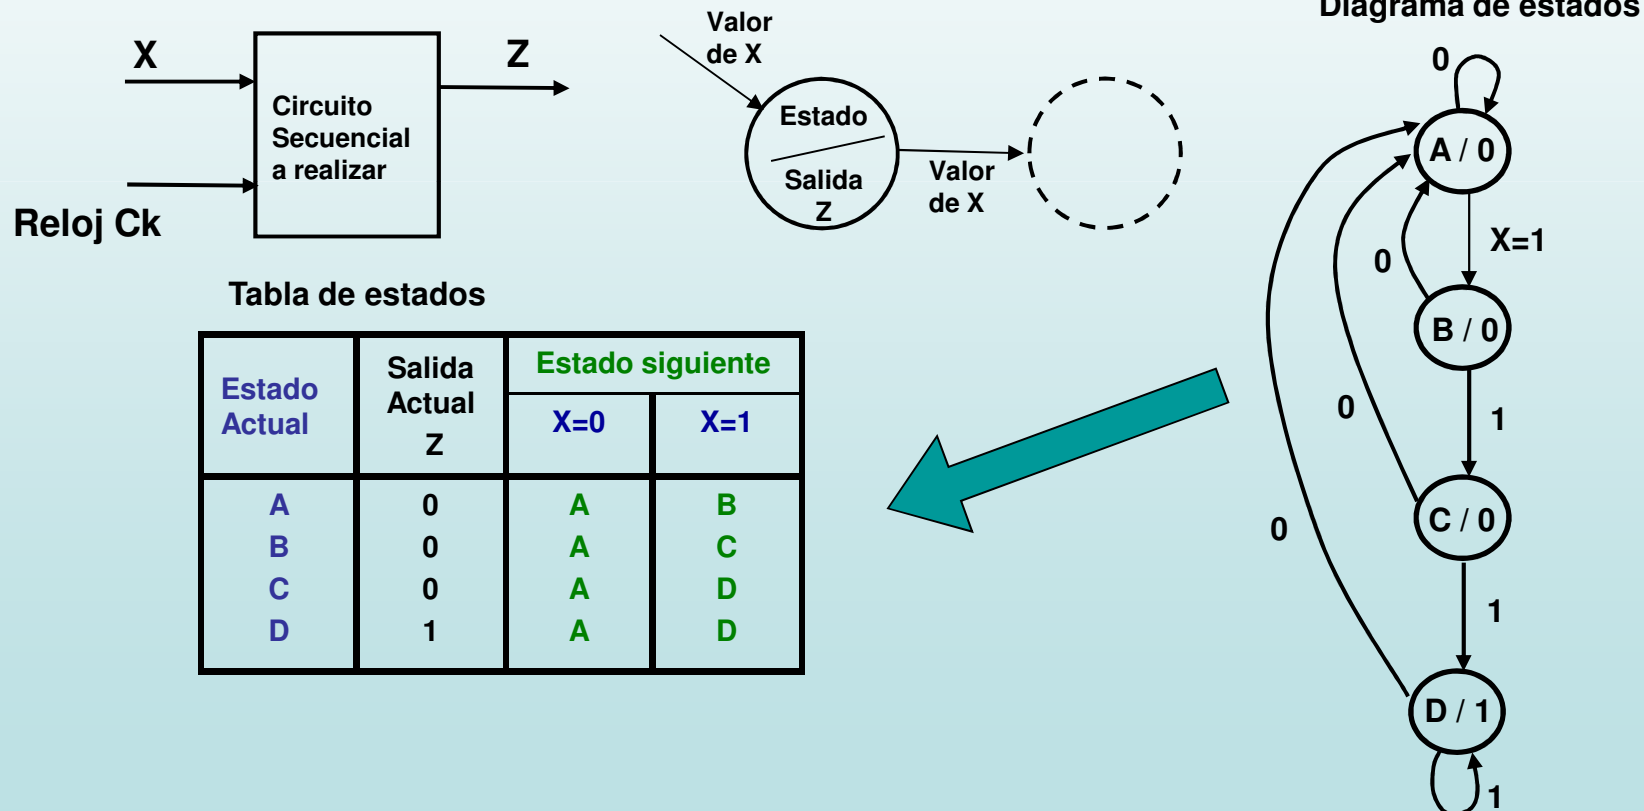 Diagrama de estados
X
Z
Circuito
Secuencial
a realizar
Reloj Ck
Valor
de X
Estado
Salida
Z
Valor
de X
Tabla de estados
Estado
Actual
Salida
Actual
Z
Estado siguiente
X=0 X=1
A 0 A B
B 0 A C
C 0 A D
D 1 A D
0
A / 0
X=1
0
B / 0
0
1
C / 0
0
1
D / 1
1